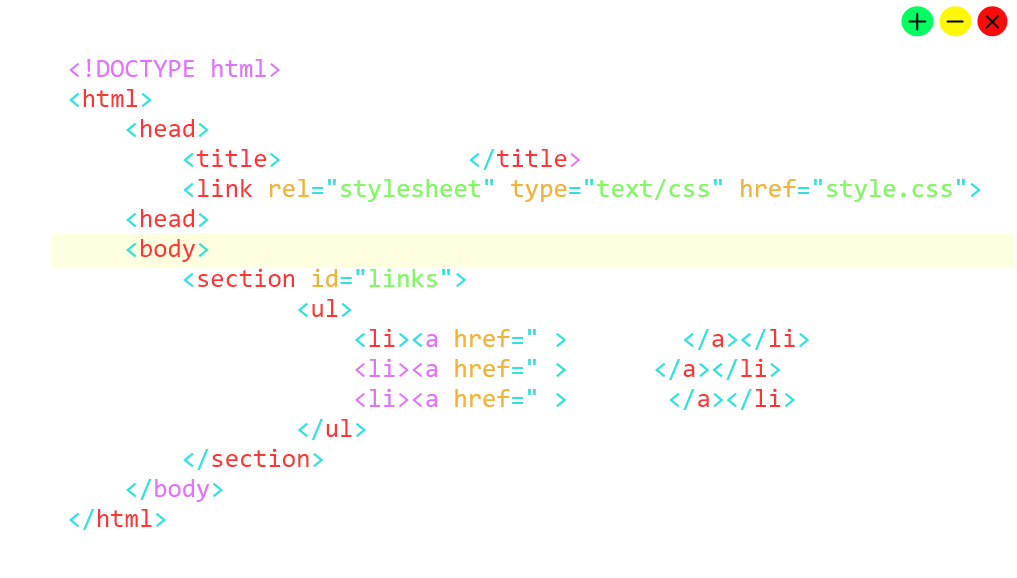 <!DOCTYPE html>
<html>
<head>
<title> </title>
<link rel="stylesheet" type="text/css" href="style.css">
<head>
<body>
<section id="links">
<ul>
<li><a href=" > </a></li>
<li><a href=" > </a></li>
<li><a href=" > </a></li>
</ul>
</section>
</body>
</html>